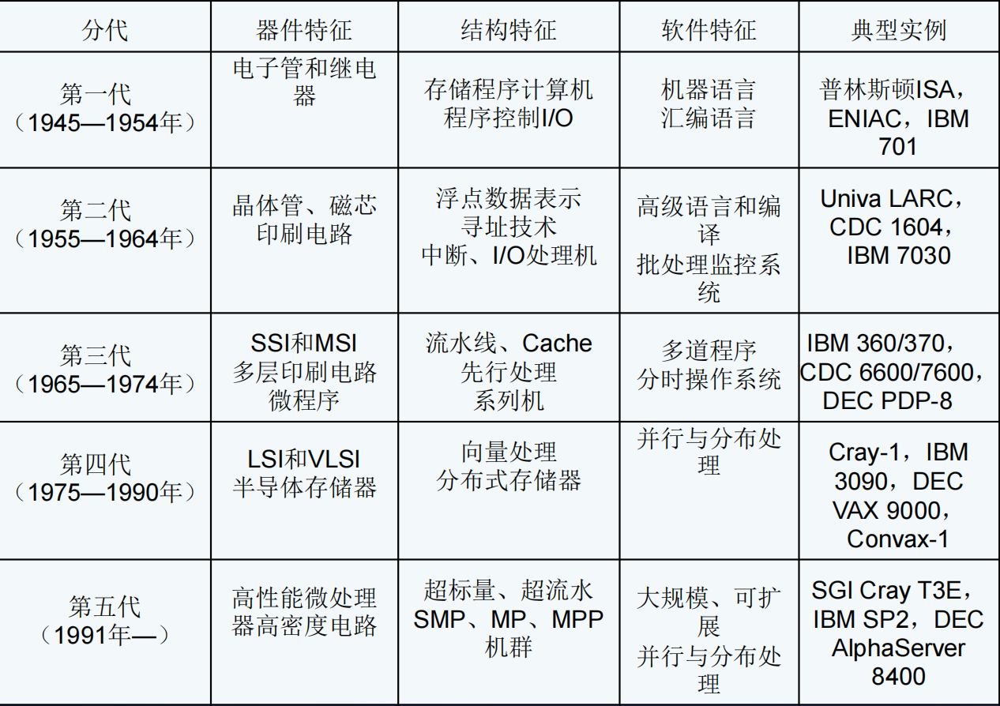 分代
器件特征
结构特征
软件特征
典型实例
第一代
（1945—1954年）
电子管和继电
器
存储程序计算机
程序控制I/O
机器语言
汇编语言
普林斯顿ISA，
ENIAC，IBM
701
第二代
（1955—1964年）
晶体管、磁芯
印刷电路
浮点数据表示
寻址技术
中断、I/O处理机
高级语言和编
译
批处理监控系
统
Univa LARC，
CDC 1604，
IBM 7030
第三代
（1965—1974年）
SSI和MSI
多层印刷电路
微程序
流水线、Cache
先行处理
系列机
多道程序
分时操作系统
IBM 360/370，
CDC 6600/7600，
DEC PDP-8
第四代
（1975—1990年）
LSI和VLSI
半导体存储器
向量处理
分布式存储器
并行与分布处
理
Cray-1，IBM
3090，DEC
VAX 9000，
Convax-1
第五代
（1991年—）
高性能微处理
器高密度电路
超标量、超流水
SMP、MP、MPP
机群
大规模、可扩
展
并行与分布处
理
SGI Cray T3E，
IBM SP2，DEC
AlphaServer
8400